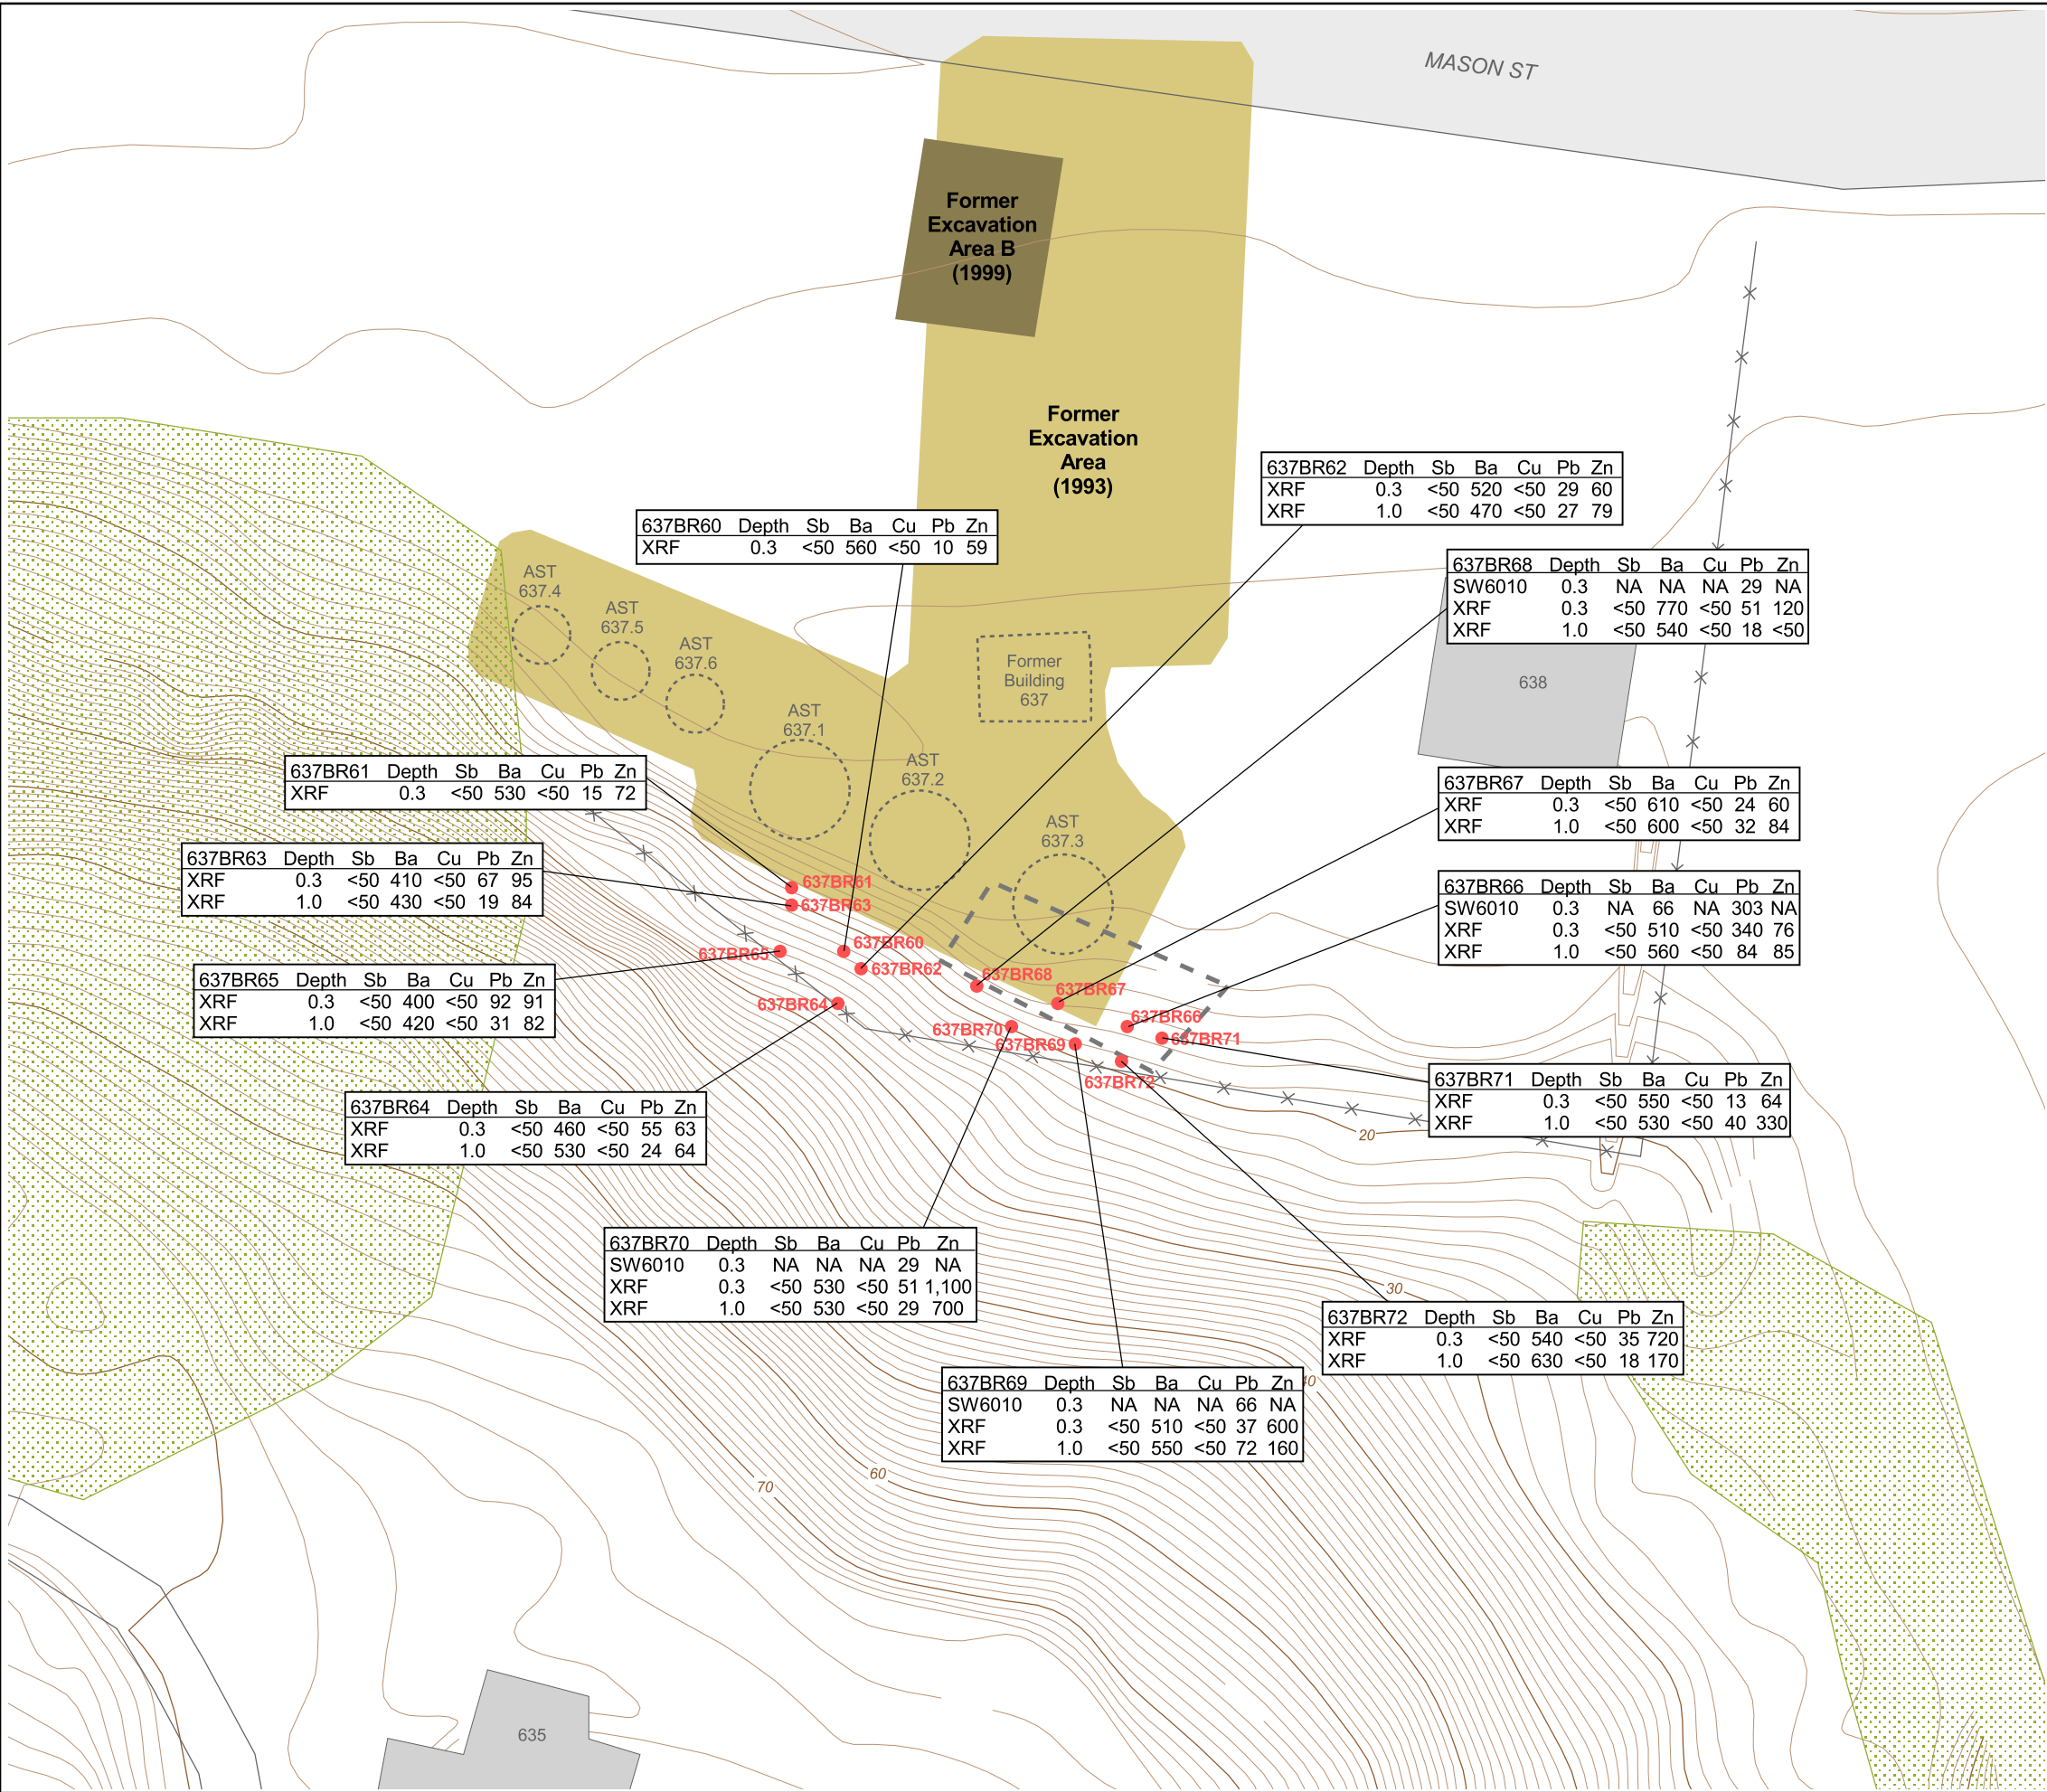 MASON ST
Former
Excavation
Area B
(1999)
Former
Excavation
Area
(1993)
637BR62 Depth Sb Ba Cu Pb Zn
XRF 0.3 <50 520 <50 29 60
XRF 1.0 <50 470 <50 27 79
637BR60 Depth Sb Ba Cu Pb Zn
XRF 0.3 <50 560 <50 10 59
637BR68 Depth Sb Ba Cu Pb Zn
SW6010 0.3 NA NA NA 29 NA
XRF 0.3 <50 770 <50 51 120
XRF 1.0 <50 540 <50 18 <50
AST
637.4
AST
637.5
AST
637.6
Former
Building
637
638
AST
637.1
AST
637.2
AST
637.3
637BR61 Depth Sb Ba Cu Pb Zn
XRF 0.3 <50 530 <50 15 72
637BR67 Depth Sb Ba Cu Pb Zn
XRF 0.3 <50 610 <50 24 60
XRF 1.0 <50 600 <50 32 84
637BR63 Depth Sb Ba Cu Pb Zn
XRF 0.3 <50 410 <50 67 95
XRF 1.0 <50 430 <50 19 84
637BR66 Depth Sb Ba Cu Pb Zn
SW6010 0.3 NA 66 NA 303 NA
XRF 0.3 <50 510 <50 340 76
XRF 1.0 <50 560 <50 84 85
637BR61
637BR63
637BR60
637BR65
637BR62
637BR68
637BR67
637BR64
637BR66
637BR70
637BR71
637BR69
637BR72
637BR65 Depth Sb Ba Cu Pb Zn
XRF 0.3 <50 400 <50 92 91
XRF 1.0 <50 420 <50 31 82
637BR71 Depth Sb Ba Cu Pb Zn
XRF 0.3 <50 550 <50 13 64
XRF 1.0 <50 530 <50 40 330
637BR64 Depth Sb Ba Cu Pb Zn
XRF 0.3 <50 460 <50 55 63
XRF 1.0 <50 530 <50 24 64
20
637BR70 Depth Sb Ba Cu Pb Zn
SW6010 0.3 NA NA NA 29 NA
XRF 0.3 <50 530 <50 51 1,100
XRF 1.0 <50 530 <50 29 700
30
637BR72 Depth Sb Ba Cu Pb Zn
XRF 0.3 <50 540 <50 35 720
XRF 1.0 <50 630 <50 18 170
637BR69 Depth Sb Ba Cu Pb Zn
SW6010 0.3 NA NA NA 66 NA
XRF 0.3 <50 510 <50 37 600
XRF 1.0 <50 550 <50 72 160
40
60
70
635